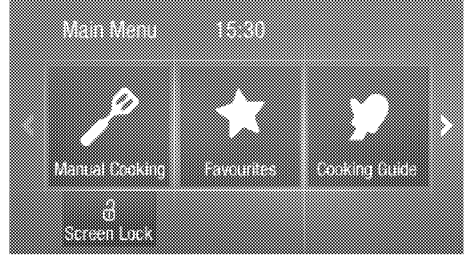 Main Menu 15:30
Manual Cooking Favourites Cooking Guide
Screen Lock